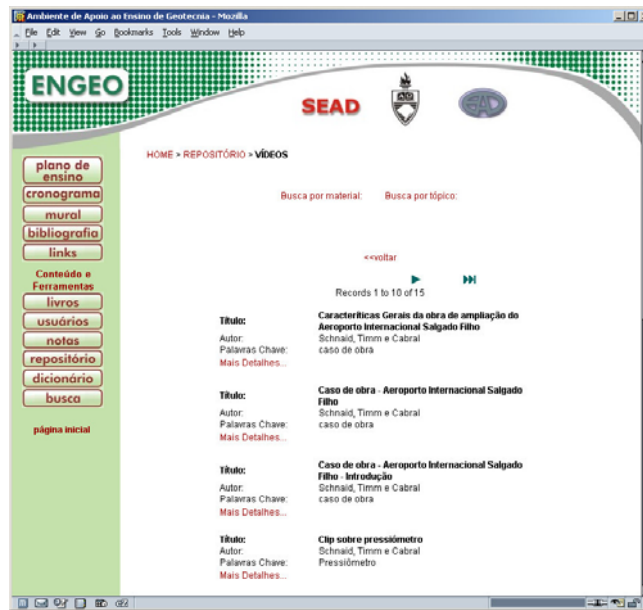 Ambiente de Apoio ao Ensino de Geotecnia - Mozilla
File Edit View Go Bookmarks Tools Window Help
ENGEO
SEAD
EAD
HOME > REPOSITÓRIO > VÍDEOS
Busca por material: Busca por tópico:
plano de
ensino
cronograma
mural
bibliografia
links
Conteúdo e
Ferramentas
livros
usuários
notas
repositório
dicionário
busca
página inicial
<<voltar
Records 1 to 10 of 15
Título: Caracteríticas Gerais da obra de ampliação do
Aeroporto Internacional Salgado Filho
Autor: Schnaid, Timm e Cabral
Palavras Chave: caso de obra
Mais Detalhes...
Título: Caso de obra - Aeroporto Internacional Salgado
Filho
Autor: Schnaid, Timm e Cabral
Palavras Chave: caso de obra
Mais Detalhes...
Título: Caso de obra - Aeroporto Internacional Salgado
Filho - Introdução
Autor: Schnaid, Timm e Cabral
Palavras Chave: caso de obra
Mais Detalhes...
Título: Clip sobre pressiômetro
Autor: Schnaid, Timm e Cabral
Palavras Chave: Pressiômetro
Mais Detalhes...